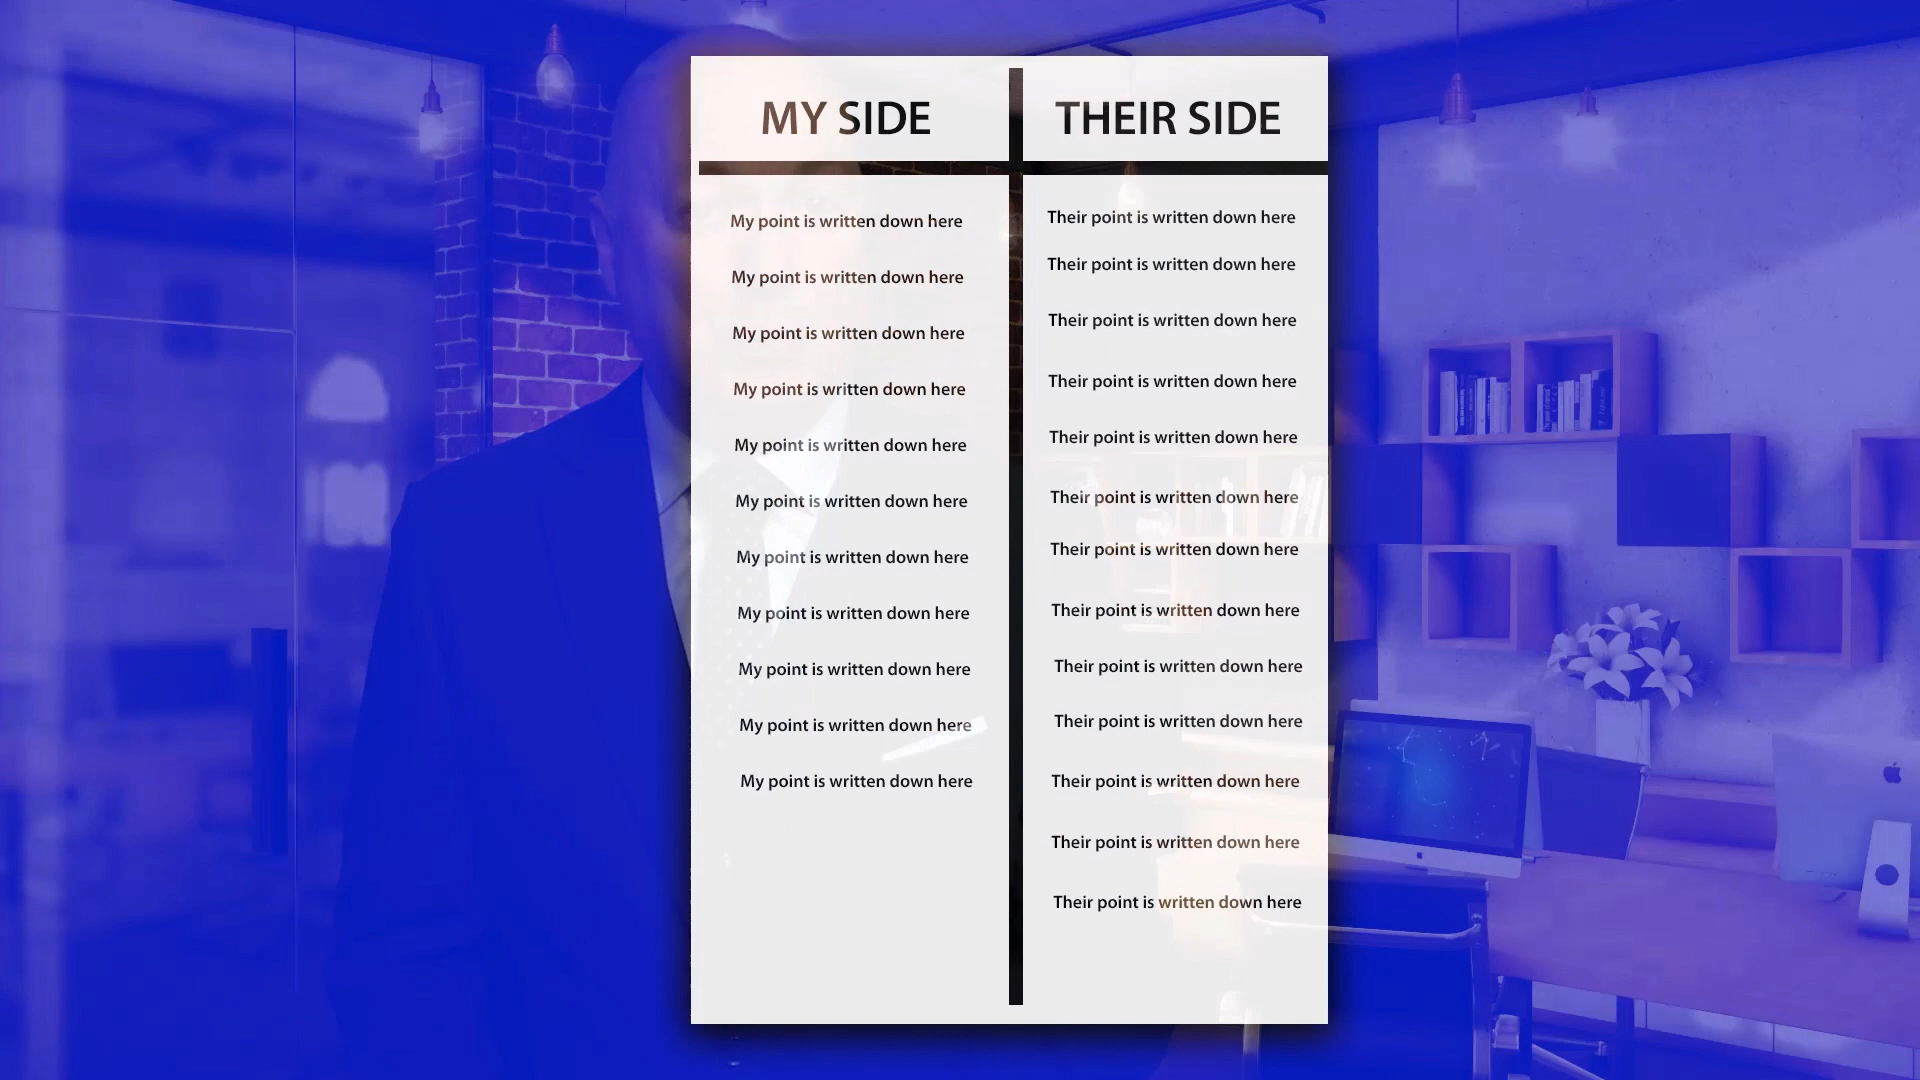 MY SIDE
My point is written down here
My point is written down here
My point is written down here
My point is written down here
My point is written down here
My point is written down here
My point is written down here
My point is written down here
My point is written down here
My point is written down here
My point is written down here
THEIR SIDE
Their point is written down here
Their point is written down here
Their point is written down here
Their point is written down here
Their point is written down here
Their point is written down here
Their point is written down here
Their point is written down here
Their point is written down here
Their point is written down here
Their point is written down here
Their point is written down here
Their point is written down here